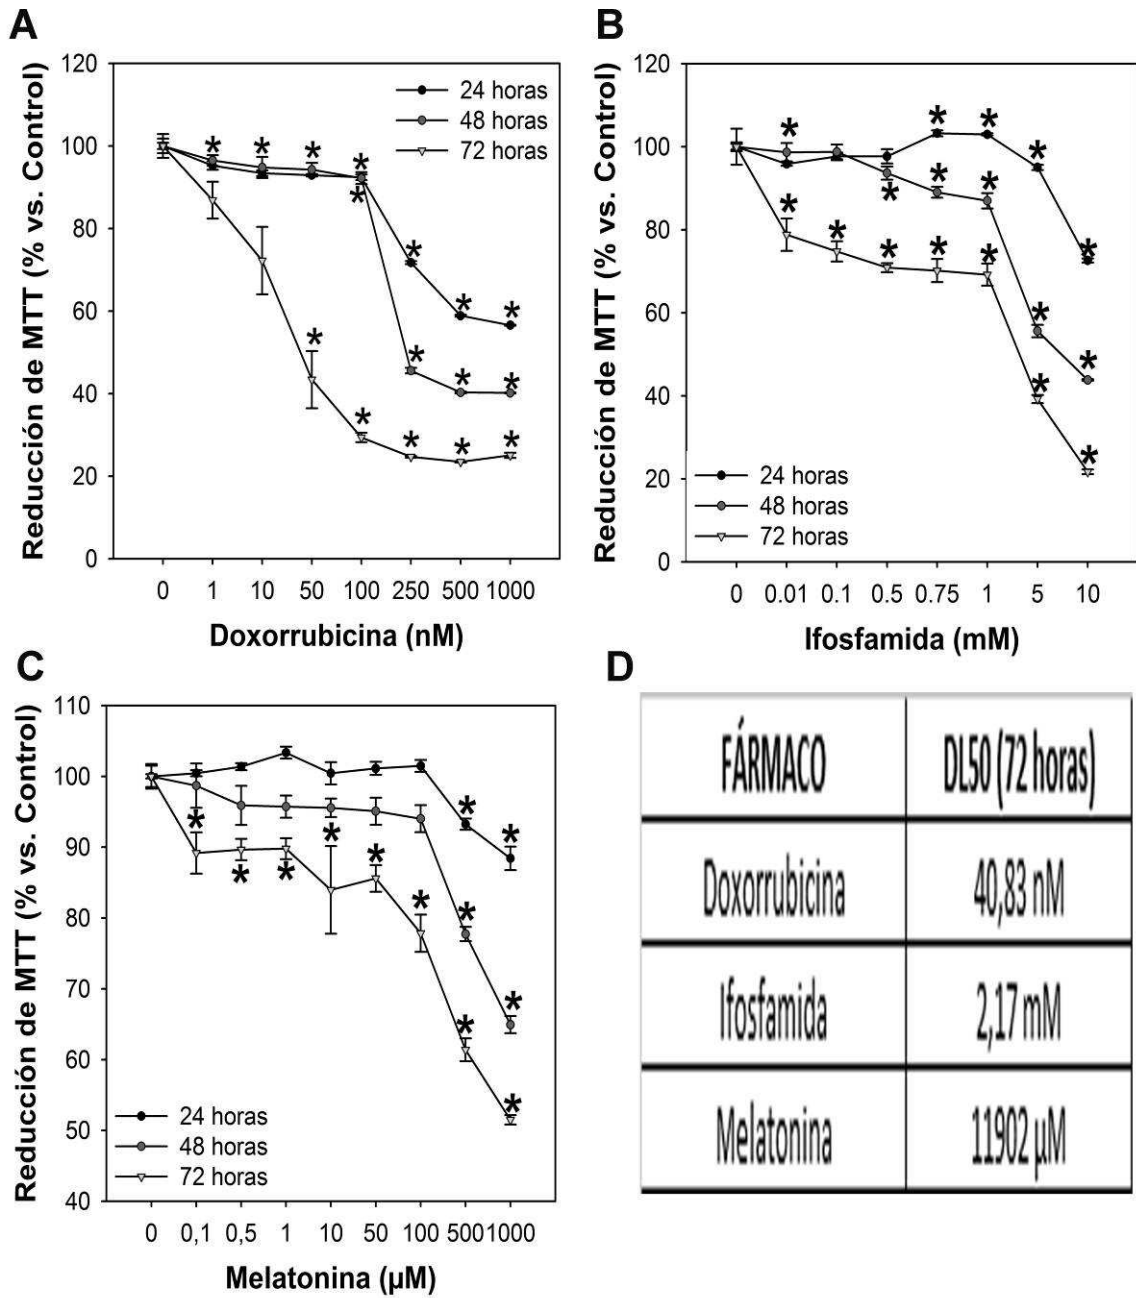 A
Reducción de MTT (% vs. Control)
120
100
80
60
40
20
0
24 horas
48 horas
72 horas
* * * * * * * *
* * *
* * * * *
0 1 10 50 100 250 500 1000
Doxorrubicina (nM)
B
Reducción de MTT (% vs. Control)
120
100
80
60
40
20
0
* * * * *
* * * * *
* * * * * * *
24 horas
48 horas
72 horas
0 0.01 0.1 0.5 0.75 1 5 10
Ifosfamida (mM)
C
Reducción de MTT (% vs. Control)
110
100
90
80
70
60
50
40
* *
* *
* * * * * * * *
24 horas
48 horas
72 horas
0 0,1 0,5 1 10 50 100 500 1000
Melatonina (µM)
D
FÁRMACO DL50 (72 horas)
Doxorrubicina 40,83 nM
Ifosfamida 2,17 mM
Melatonina 11902 µM